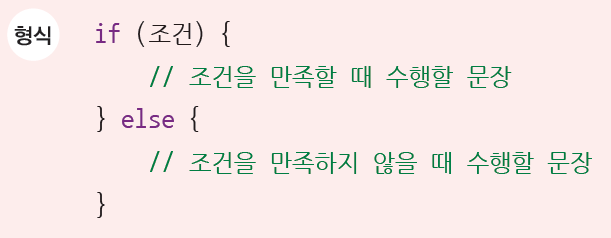 형식 if (조건) {
// 조건을 만족할 때 수행할 문장
} else {
// 조건을 만족하지 않을 때 수행할 문장
}